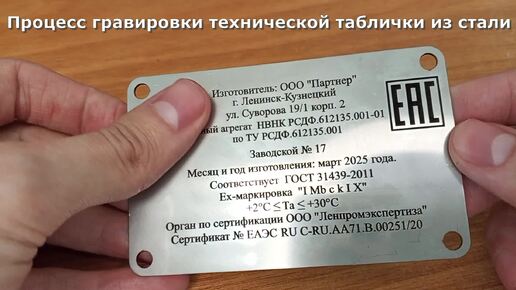 Процесс гравировки технической таблички из стали
Изготовитель: ООО "Партнер"
г. Ленинск-Кузнецкий
ул. Суворова 19/1 корп. 2
ный агрегат НВНК РСДФ.612135.001-01
по ТУ РСДФ.612135.001
EAC
Заводской № 17
Месяц и год изготовления: март 2025 года.
Соответствует ГОСТ 31439-2011
Ex-маркировка "I Mb c k I X"
+2°C ≤ Ta ≤ +30°C
Орган по сертификации ООО "Ленпромэкспертиза"
Сертификат № ЕАЭС RU C-RU.AA71.B.00251/20